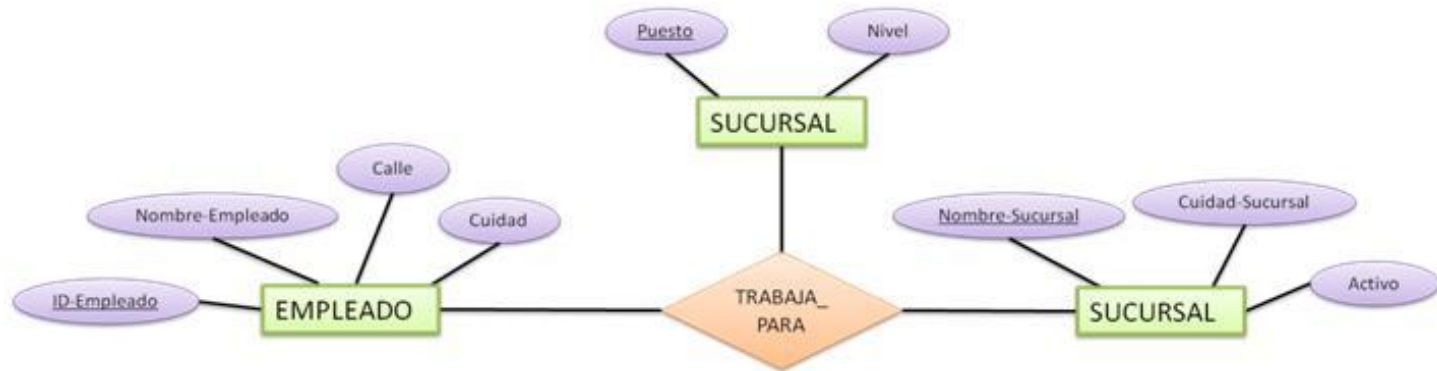 Puesto
Nivel
SUCURSAL
Calle
Nombre-Empleado
Cuidad
ID-Empleado
EMPLEADO
TRABAJA_
PARA
Nombre-Sucursal
Cuidad-Sucursal
Activo
SUCURSAL